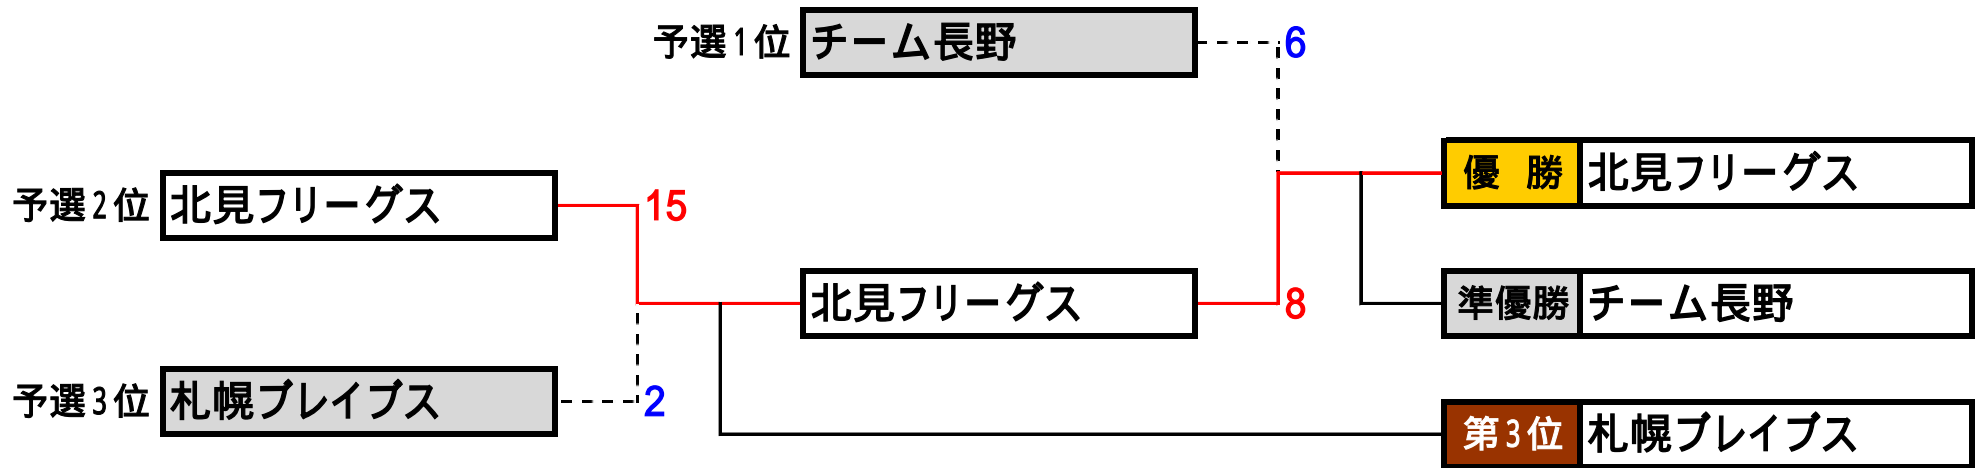 予選1位 チーム長野 6
優 勝 北見フリーグス
予選2位 北見フリーグス 15
北見フリーグス 8
準優勝 チーム長野
予選3位 札幌ブレイブス 2
第3位 札幌ブレイブス